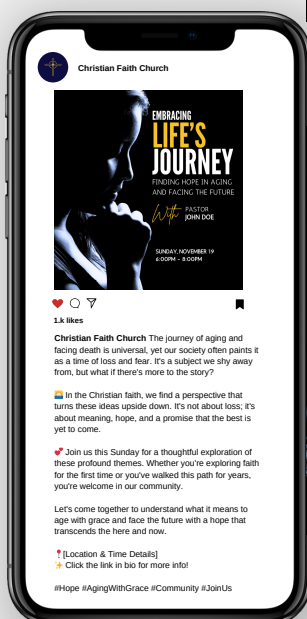 Christian Faith Church
EMBRACING
LIFE'S
JOURNEY
FINDING HOPE IN AGING
AND FACING THE FUTURE
With PASTOR
JOHN DOE
SUNDAY, NOVEMBER 19
6:00PM – 8:00PM
1.k likes
Christian Faith Church The journey of aging and
facing death is universal, yet our society often paints it
as a time of loss and fear. It's a subject we shy away
from, but what if there's more to the story?
🌅 In the Christian faith, we find a perspective that
turns these ideas upside down. It's not about loss; it's
about meaning, hope, and a promise that the best is
yet to come.
💕 Join us this Sunday for a thoughtful exploration of
these profound themes. Whether you're exploring faith
for the first time or you've walked this path for years,
you're welcome in our community.
Let's come together to understand what it means to
age with grace and face the future with a hope that
transcends the here and now.
📍[Location & Time Details]
✨ Click the link in bio for more information!
#Hope #AgingWithGrace #Community #JoinUs